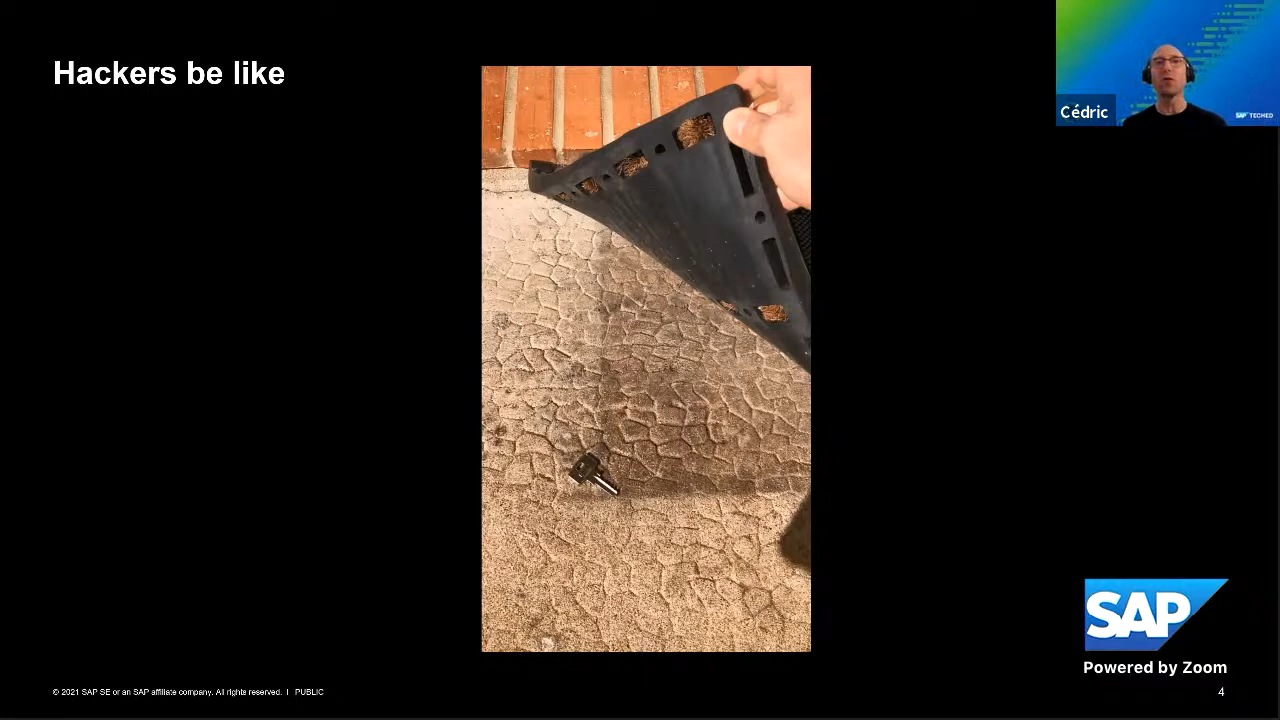 Hackers be like
Cédric
SAP TECHED
SAP
Powered by Zoom
© 2021 SAP SE or an SAP affiliate company. All rights reserved. I PUBLIC
4